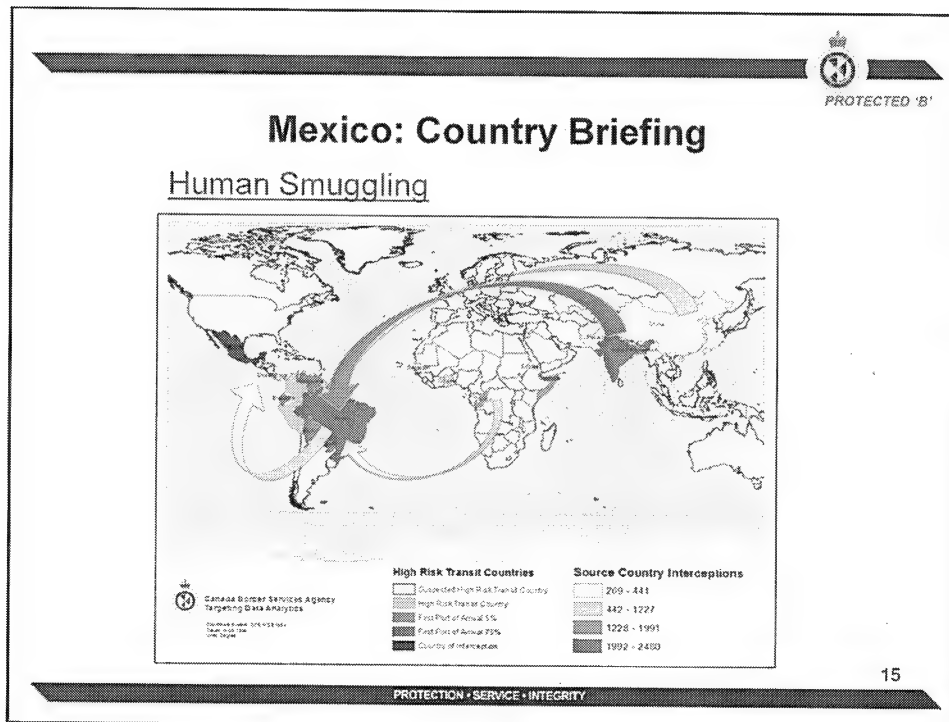 PROTECTED 'B'
Mexico: Country Briefing
Human Smuggling
High Risk Transit Countries
Suspected High Risk Transit Country
High Risk Transit Country
First Port of Arrival 5%
First Port of Arrival 75%
Country of Interception
Source Country Interceptions
209 - 441
442 - 1227
1228 - 1991
1992 - 2480
Canada Border Services Agency
Targeting Data Analytics
15
PROTECTION • SERVICE • INTEGRITY